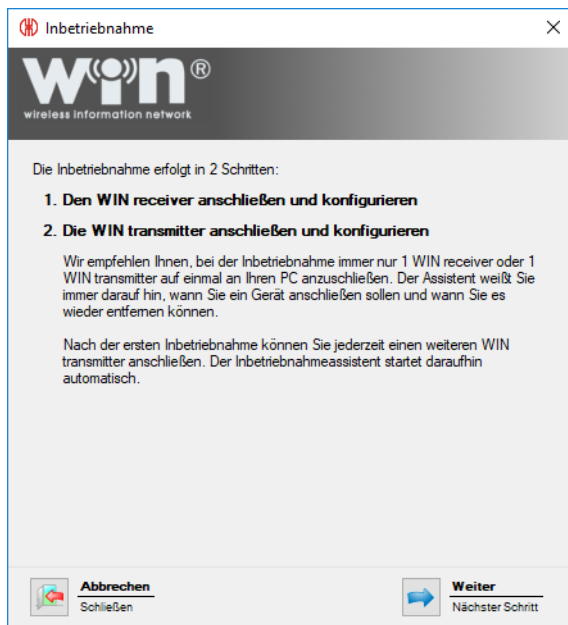 Inbetriebnahme
WIN®
wireless information network
Die Inbetriebnahme erfolgt in 2 Schritten:
1. Den WIN receiver anschließen und konfigurieren
2. Die WIN transmitter anschließen und konfigurieren
Wir empfehlen Ihnen, bei der Inbetriebnahme immer nur 1 WIN receiver oder 1
WIN transmitter auf einmal an Ihren PC anzuschließen. Der Assistent weißt Sie
immer darauf hin, wann Sie ein Gerät anschließen sollen und wann Sie es
wieder entfernen können.
Nach der ersten Inbetriebnahme können Sie jederzeit einen weiteren WIN
transmitter anschließen. Der Inbetriebnahmeassistent startet daraufhin
automatisch.
Abbrechen
Schließen
Weiter
Nächster Schritt